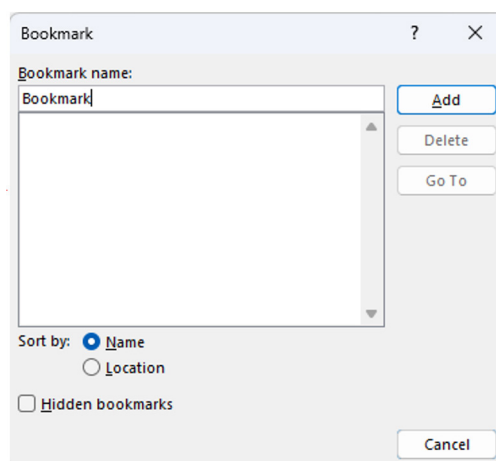 Bookmark ?
Bookmark name:
Bookmark
Add
Delete
Go To
Sort by: Name
Location
Hidden bookmarks
Cancel